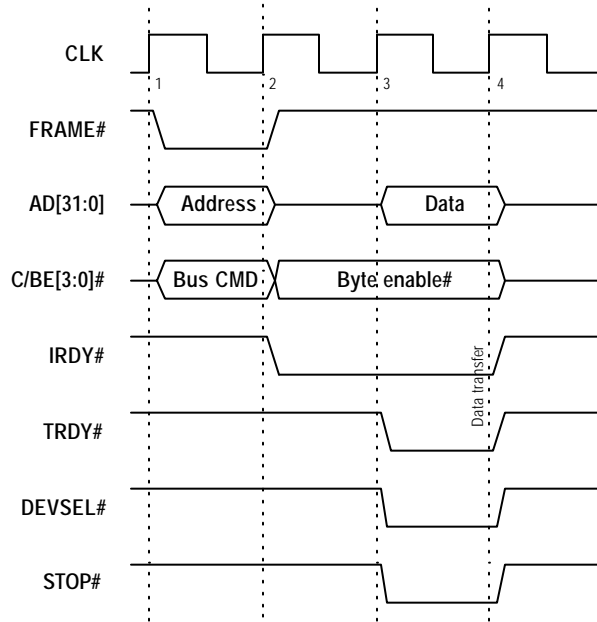 CLK
1 2 3 4
FRAME#
AD[31:0] Address Data
C/BE[3:0]# Bus CMD Byte enable#
IRDY#
Data transfer
TRDY#
DEVSEL#
STOP#